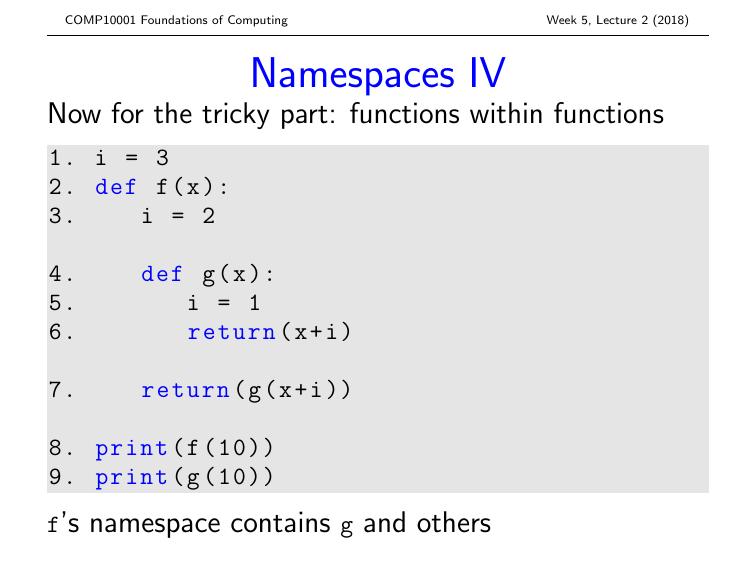 COMP10001 Foundations of Computing Week 5, Lecture 2 (2018)
Namespaces IV
Now for the tricky part: functions within functions
1. i = 3
2. def f(x):
3.    i = 2
4.    def g(x):
5.       i = 1
6.       return(x+i)
7.    return(g(x+i))
8. print(f(10))
9. print(g(10))
f's namespace contains g and others